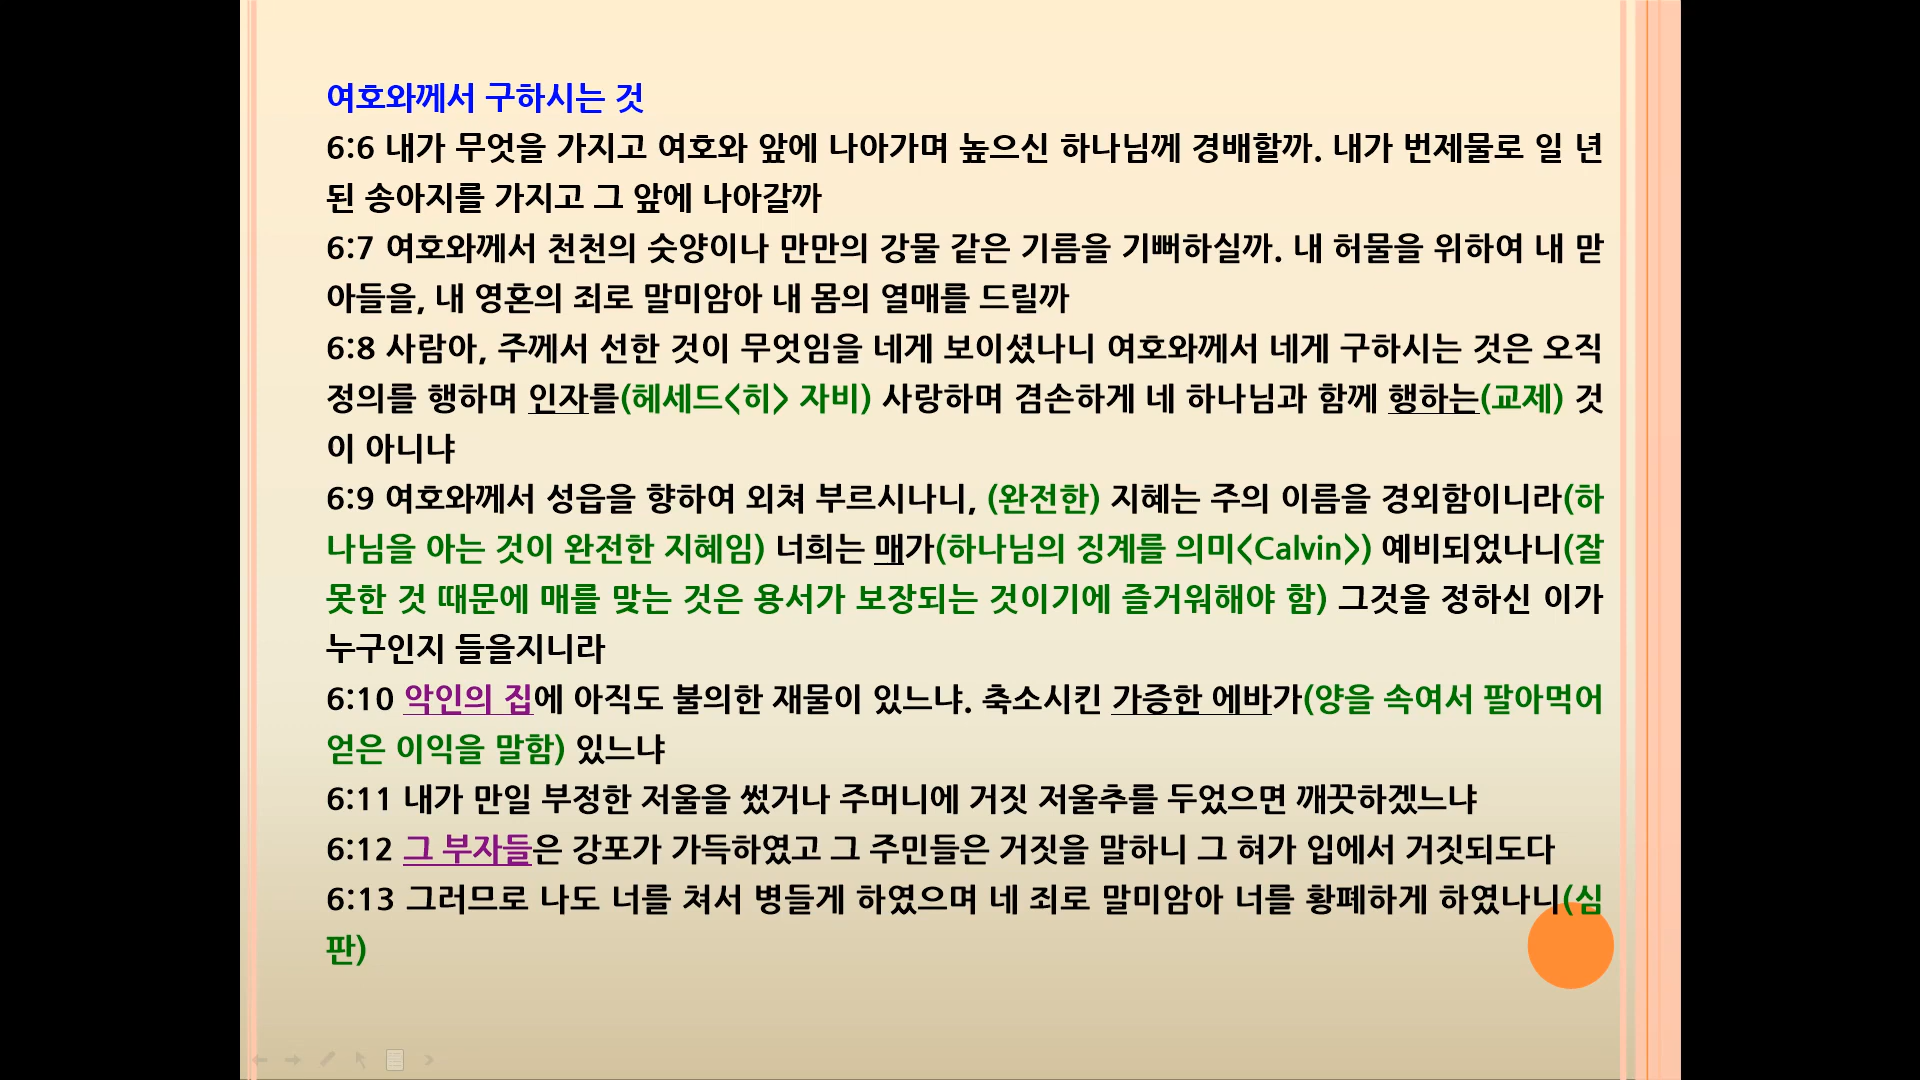 여호와께서 구하시는 것
6:6 내가 무엇을 가지고 여호와 앞에 나아가며 높으신 하나님께 경배할까. 내가 번제물로 일 년
된 송아지를 가지고 그 앞에 나아갈까
6:7 여호와께서 천천의 숫양이나 만만의 강물 같은 기름을 기뻐하실까. 내 허물을 위하여 내 맏
아들을, 내 영혼의 죄로 말미암아 내 몸의 열매를 드릴까
6:8 사람아, 주께서 선한 것이 무엇임을 네게 보이셨나니 여호와께서 네게 구하시는 것은 오직
정의를 행하며 인자를(헤세드<히> 자비) 사랑하며 겸손하게 네 하나님과 함께 행하는(교제) 것
이 아니냐
6:9 여호와께서 성읍을 향하여 외쳐 부르시나니, (완전한) 지혜는 주의 이름을 경외함이니라(하
나님을 아는 것이 완전한 지혜임) 너희는 매가(하나님의 징계를 의미<Calvin>) 예비되었나니(잘
못한 것 때문에 매를 맞는 것은 용서가 보장되는 것이기에 즐거워해야 함) 그것을 정하신 이가
누구인지 들을지니라
6:10 악인의 집에 아직도 불의한 재물이 있느냐. 축소시킨 가증한 에바가(양을 속여서 팔아먹어
얻은 이익을 말함) 있느냐
6:11 내가 만일 부정한 저울을 썼거나 주머니에 거짓 저울추를 두었으면 깨끗하겠느냐
6:12 그 부자들은 강포가 가득하였고 그 주민들은 거짓을 말하니 그 혀가 입에서 거짓되도다
6:13 그러므로 나도 너를 쳐서 병들게 하였으며 네 죄로 말미암아 너를 황폐하게 하였나니(심
판)